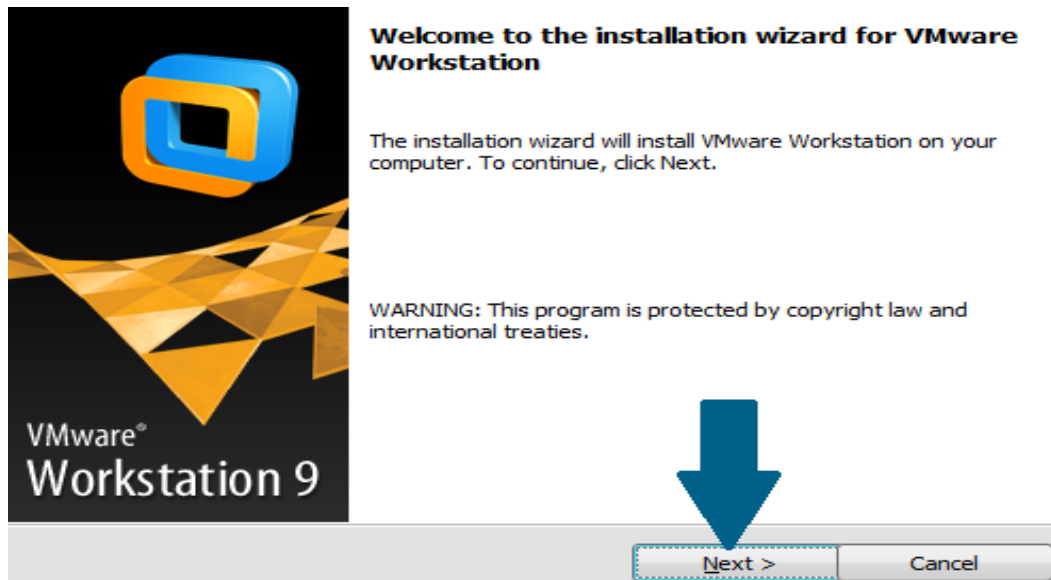 Welcome to the installation wizard for VMware
Workstation
The installation wizard will install VMware Workstation on your
computer. To continue, click Next.
WARNING: This program is protected by copyright law and
international treaties.
VMware®
Workstation 9
Next >
Cancel